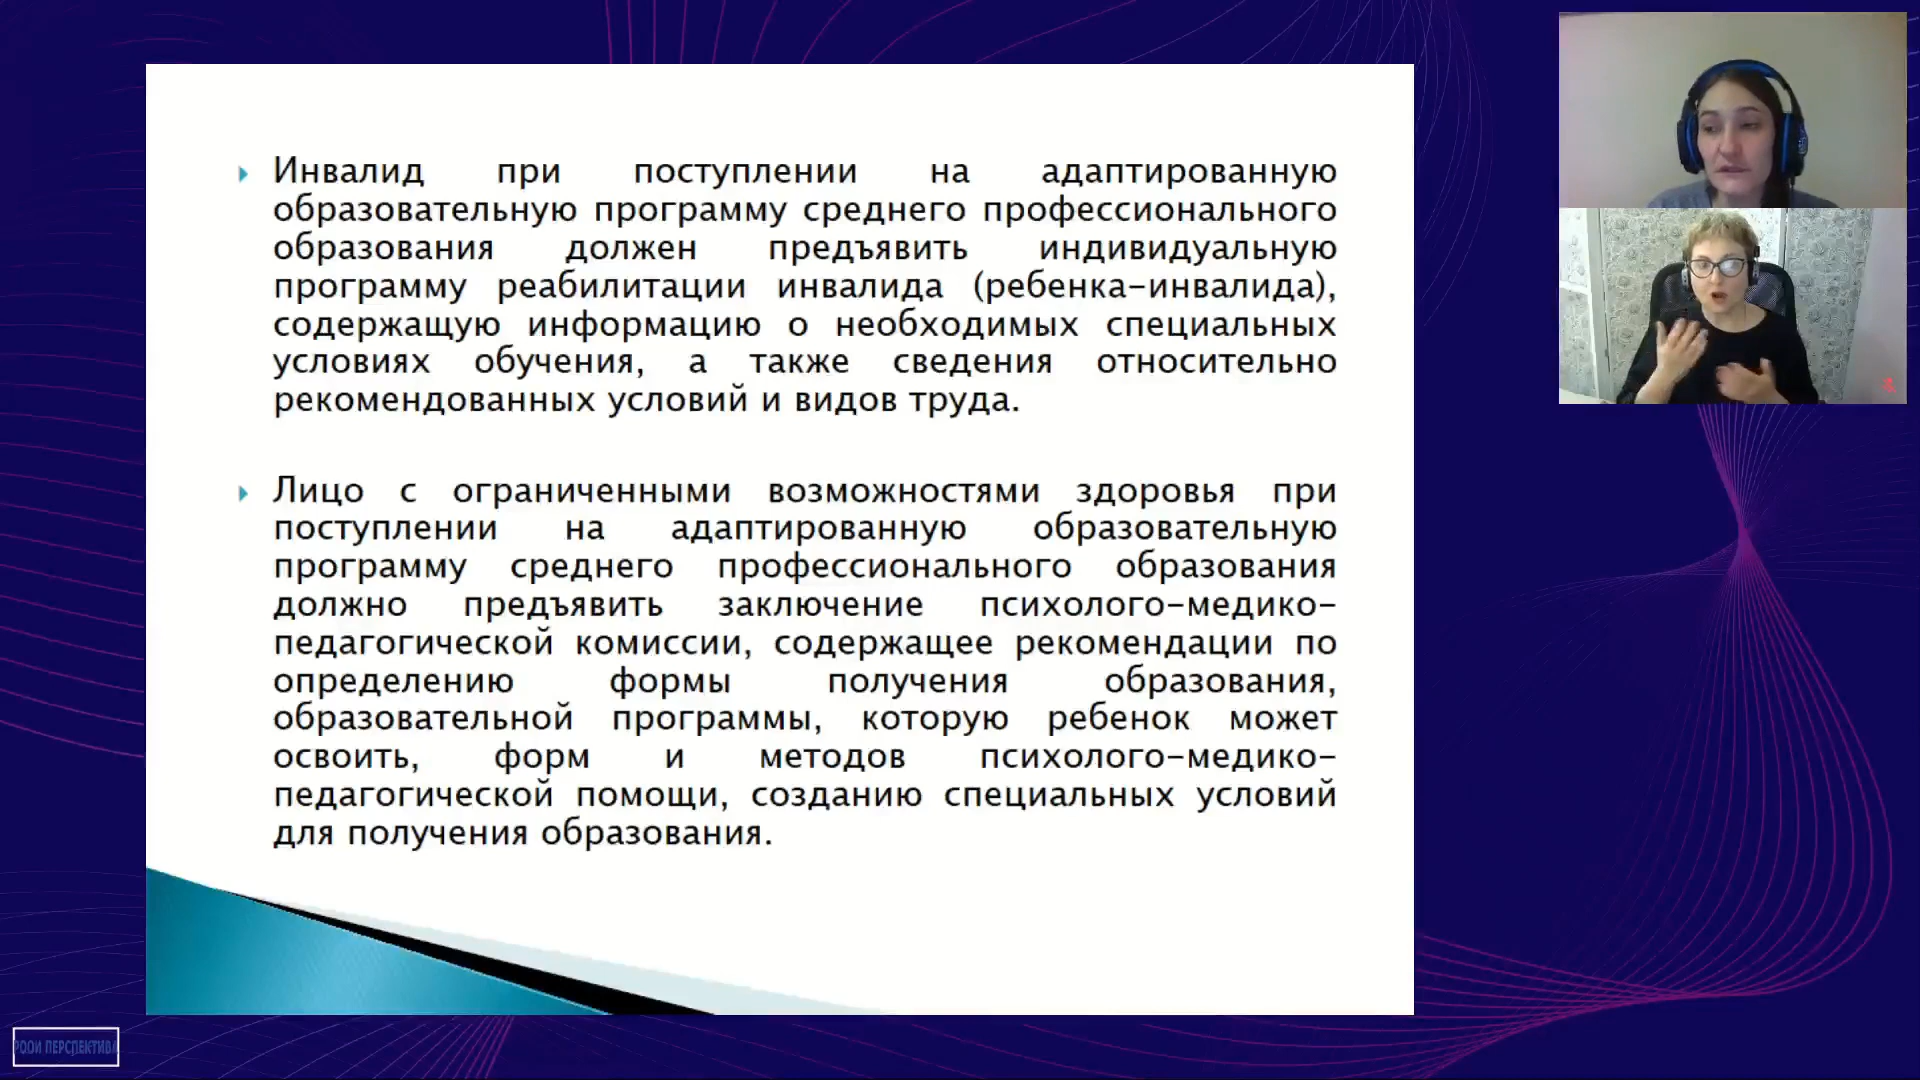 Инвалид при поступлении на адаптированную
образовательную программу среднего профессионального
образования должен предъявить индивидуальную
программу реабилитации инвалида (ребенка-инвалида),
содержащую информацию о необходимых специальных
условиях обучения, а также сведения относительно
рекомендованных условий и видов труда.
Лицо с ограниченными возможностями здоровья при
поступлении на адаптированную образовательную
программу среднего профессионального образования
должно предъявить заключение психолого-медико-
педагогической комиссии, содержащее рекомендации по
определению формы получения образования,
образовательной программы, которую ребенок может
освоить, форм и методов психолого-медико-
педагогической помощи, созданию специальных условий
для получения образования.
РООИ ПЕРСПЕКТИВА